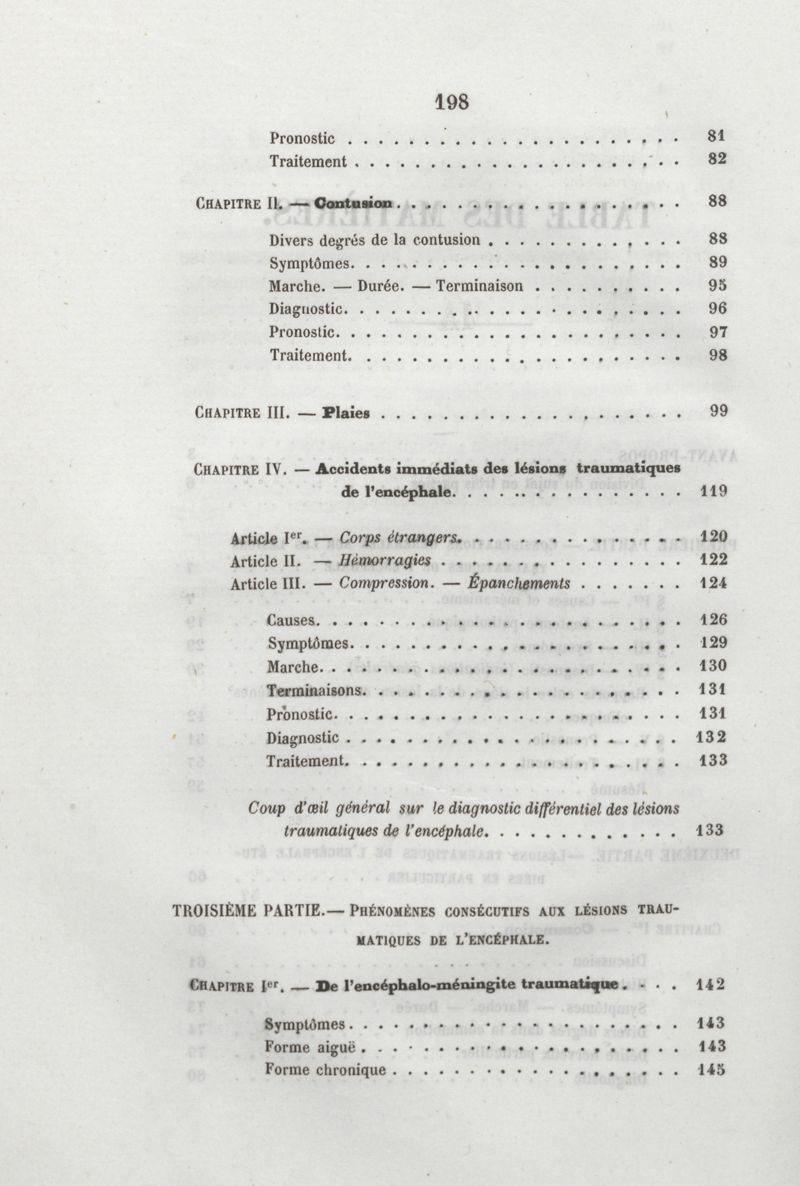 198
Pronostic . . . . . . . . . . . . . . . . . . . . . . 81
Traitement . . . . . . . . . . . . . . . . . . . . . . 82
CHAPITRE II. — Contusion . . . . . . . . . . . . . . . . . . . 88
Divers degrés de la contusion . . . . . . . . . . . . . 88
Symptômes. . . . . . . . . . . . . . . . . . . . . . 89
Marche. — Durée. — Terminaison . . . . . . . . . . 95
Diagnostic. . . . . . . . . . . . . . . . . . . . . . 96
Pronostic. . . . . . . . . . . . . . . . . . . . . . . 97
Traitement. . . . . . . . . . . . . . . . . . . . . . 98
CHAPITRE III. — Plaies . . . . . . . . . . . . . . . . . . . . 99
CHAPITRE IV. — Accidents immédiats des lésions traumatiques
de l'encéphale. . . . . . . . . . . . . . . . 119
Article Ier. — Corps étrangers. . . . . . . . . . . . . . . . 120
Article II. — Hémorragies . . . . . . . . . . . . . . . . 122
Article III. — Compression. — Épanchements . . . . . . . 124
Causes. . . . . . . . . . . . . . . . . . . . . . . . 126
Symptômes. . . . . . . . . . . . . . . . . . . . . . 129
Marche. . . . . . . . . . . . . . . . . . . . . . . . 130
Terminaisons. . . . . . . . . . . . . . . . . . . . . 131
Pronostic. . . . . . . . . . . . . . . . . . . . . . . 131
Diagnostic . . . . . . . . . . . . . . . . . . . . . . 132
Traitement. . . . . . . . . . . . . . . . . . . . . . 133
Coup d'œil général sur le diagnostic différentiel des lésions
traumatiques de l'encéphale. . . . . . . . . . . . . 133
TROISIÈME PARTIE.— PHÉNOMÈNES CONSÉCUTIFS AUX LÉSIONS TRAU-
MATIQUES DE L'ENCÉPHALE.
CHAPITRE Ier. — De l'encéphalo-méningite traumatique . . . . 142
Symptômes. . . . . . . . . . . . . . . . . . . . . . 143
Forme aiguë . . . . . . . . . . . . . . . . . . . . . 143
Forme chronique . . . . . . . . . . . . . . . . . . . 145